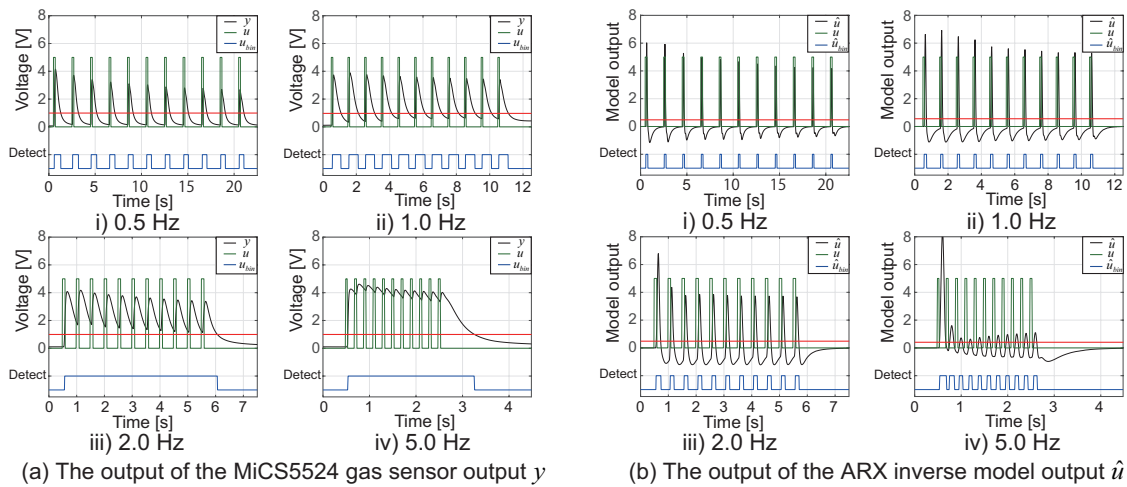 8
6
4
2
0
Voltage [V]
Detect
y
u
u_bin
0 5 10 15 20
Time [s]
i) 0.5 Hz
8
6
4
2
0
Detect
y
u
u_bin
0 2 4 6 8 10 12
Time [s]
ii) 1.0 Hz
8
6
4
2
0
Voltage [V]
Detect
y
u
u_bin
0 1 2 3 4 5 6 7
Time [s]
iii) 2.0 Hz
8
6
4
2
0
Voltage [V]
Detect
y
u
u_bin
0 1 2 3 4
Time [s]
iv) 5.0 Hz
(a) The output of the MiCS5524 gas sensor output y
8
6
4
2
0
Model output
Detect
û
u
û_bin
0 5 10 15 20
Time [s]
i) 0.5 Hz
8
6
4
2
0
Model output
Detect
û
u
û_bin
0 2 4 6 8 10 12
Time [s]
ii) 1.0 Hz
8
6
4
2
0
Model output
Detect
û
u
û_bin
0 1 2 3 4 5 6 7
Time [s]
iii) 2.0 Hz
8
6
4
2
0
Model output
Detect
û
u
û_bin
0 1 2 3 4
Time [s]
iv) 5.0 Hz
(b) The output of the ARX inverse model output û